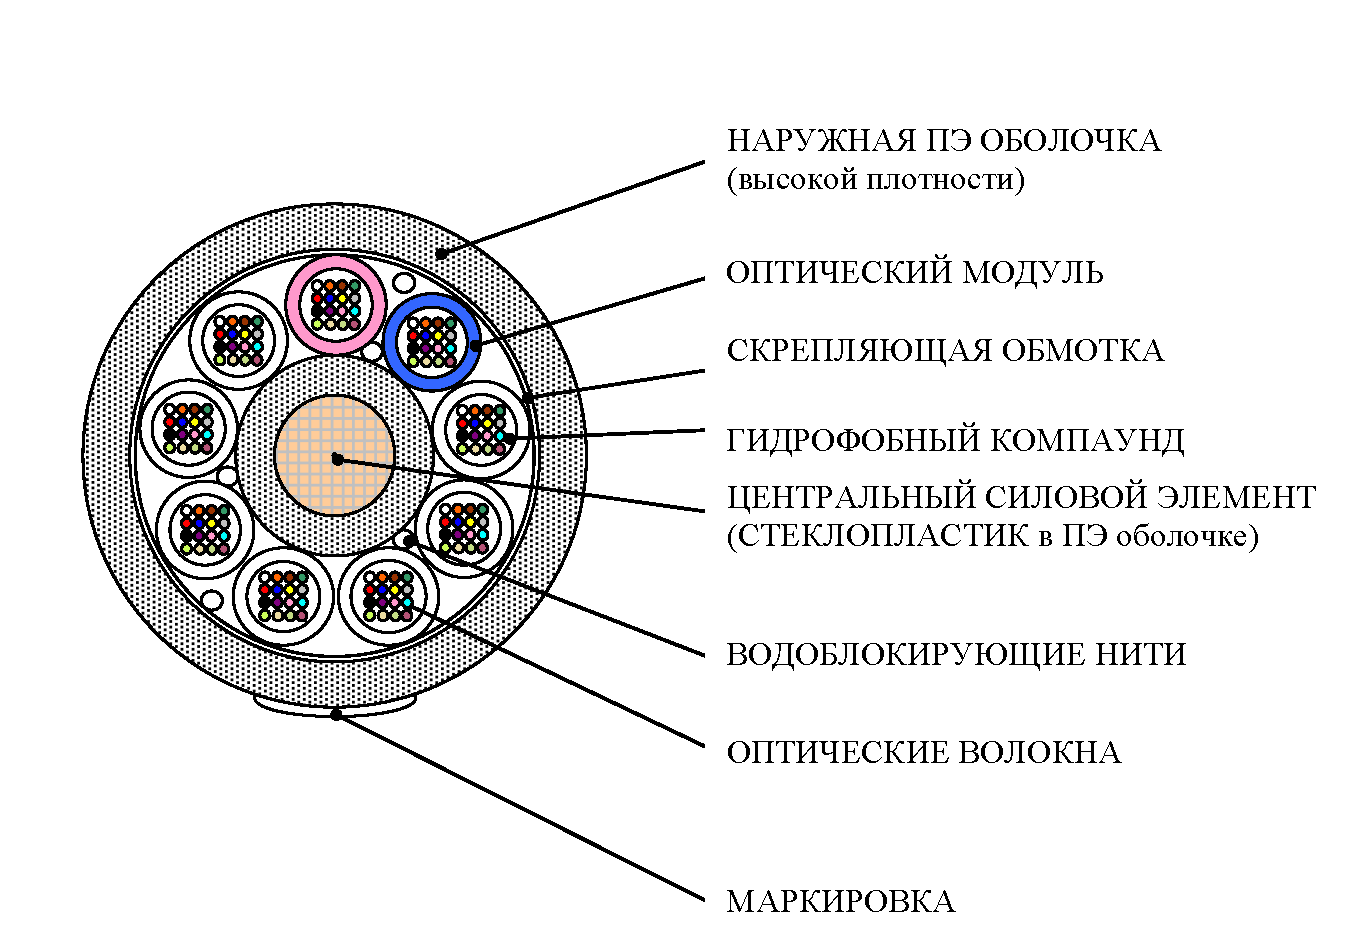 НАРУЖНАЯ ПЭ ОБОЛОЧКА
(высокой плотности)
ОПТИЧЕСКИЙ МОДУЛЬ
СКРЕПЛЯЮЩАЯ ОБМОТКА
ГИДРОФОБНЫЙ КОМПАУНД
ЦЕНТРАЛЬНЫЙ СИЛОВОЙ ЭЛЕМЕНТ
(СТЕКЛОПЛАСТИК в ПЭ оболочке)
ВОДОБЛОКИРУЮЩИЕ НИТИ
ОПТИЧЕСКИЕ ВОЛОКНА
МАРКИРОВКА